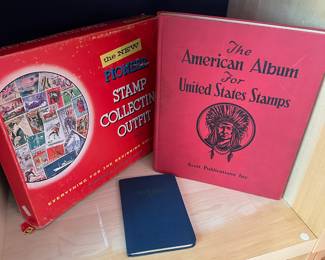 the NEW
PIONEER
STAMP
COLLECTING
OUTFIT
EVERYTHING FOR THE BEGINNING
The
American Album
For
United States Stamps
Scott Publications Inc